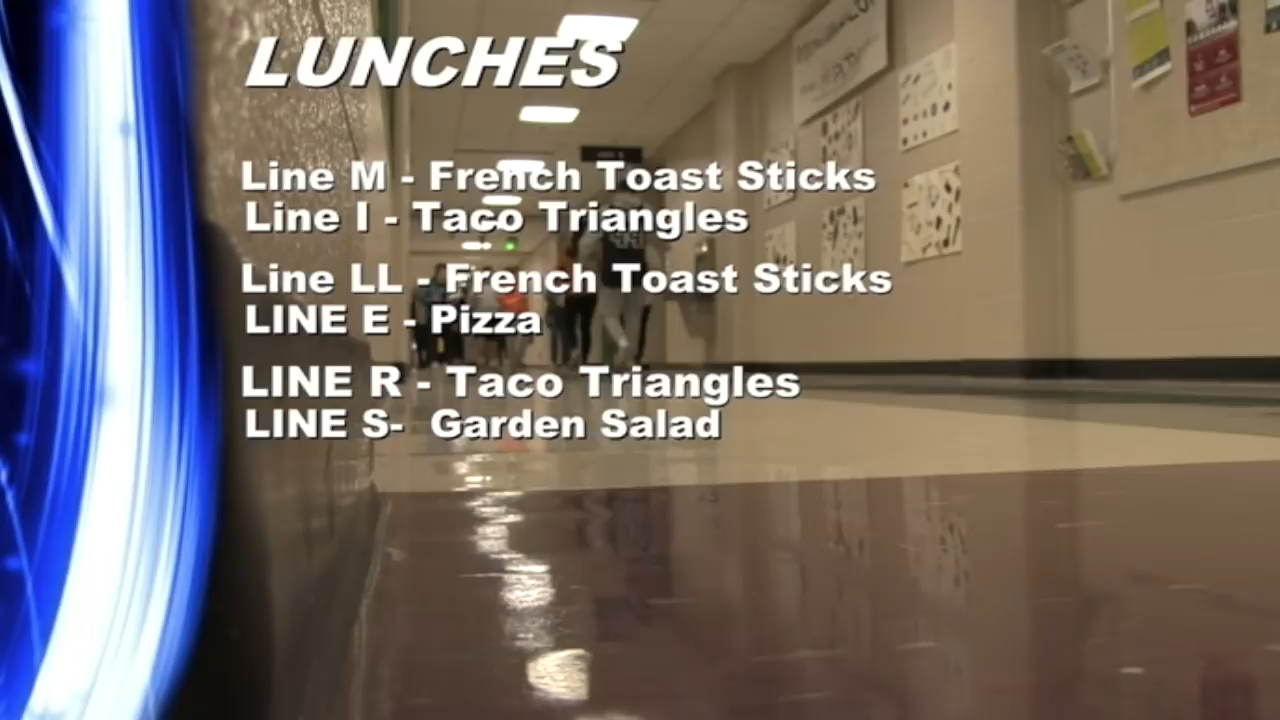 LUNCHES
Line M - French Toast Sticks
Line I - Taco Triangles
Line LL - French Toast Sticks
LINE E - Pizza
LINE R - Taco Triangles
LINE S-  Garden Salad